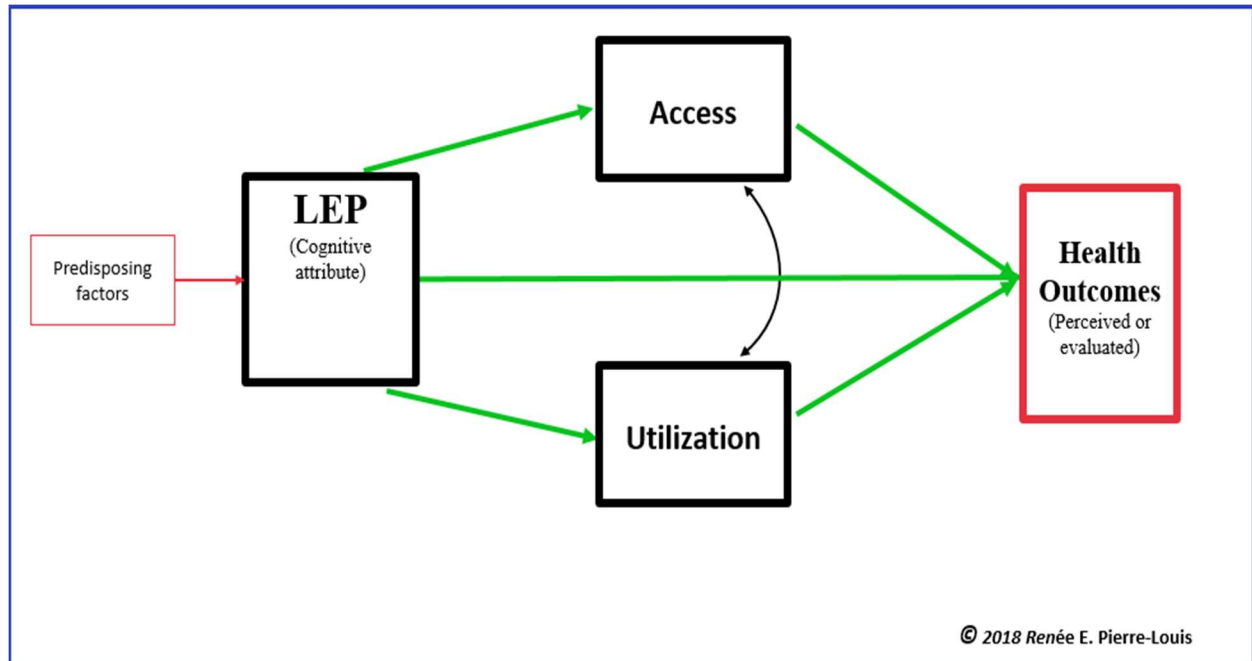 Predisposing
factors
LEP
(Cognitive
attribute)
Access
Utilization
Health
Outcomes
(Perceived or
evaluated)
© 2018 Renée E. Pierre-Louis